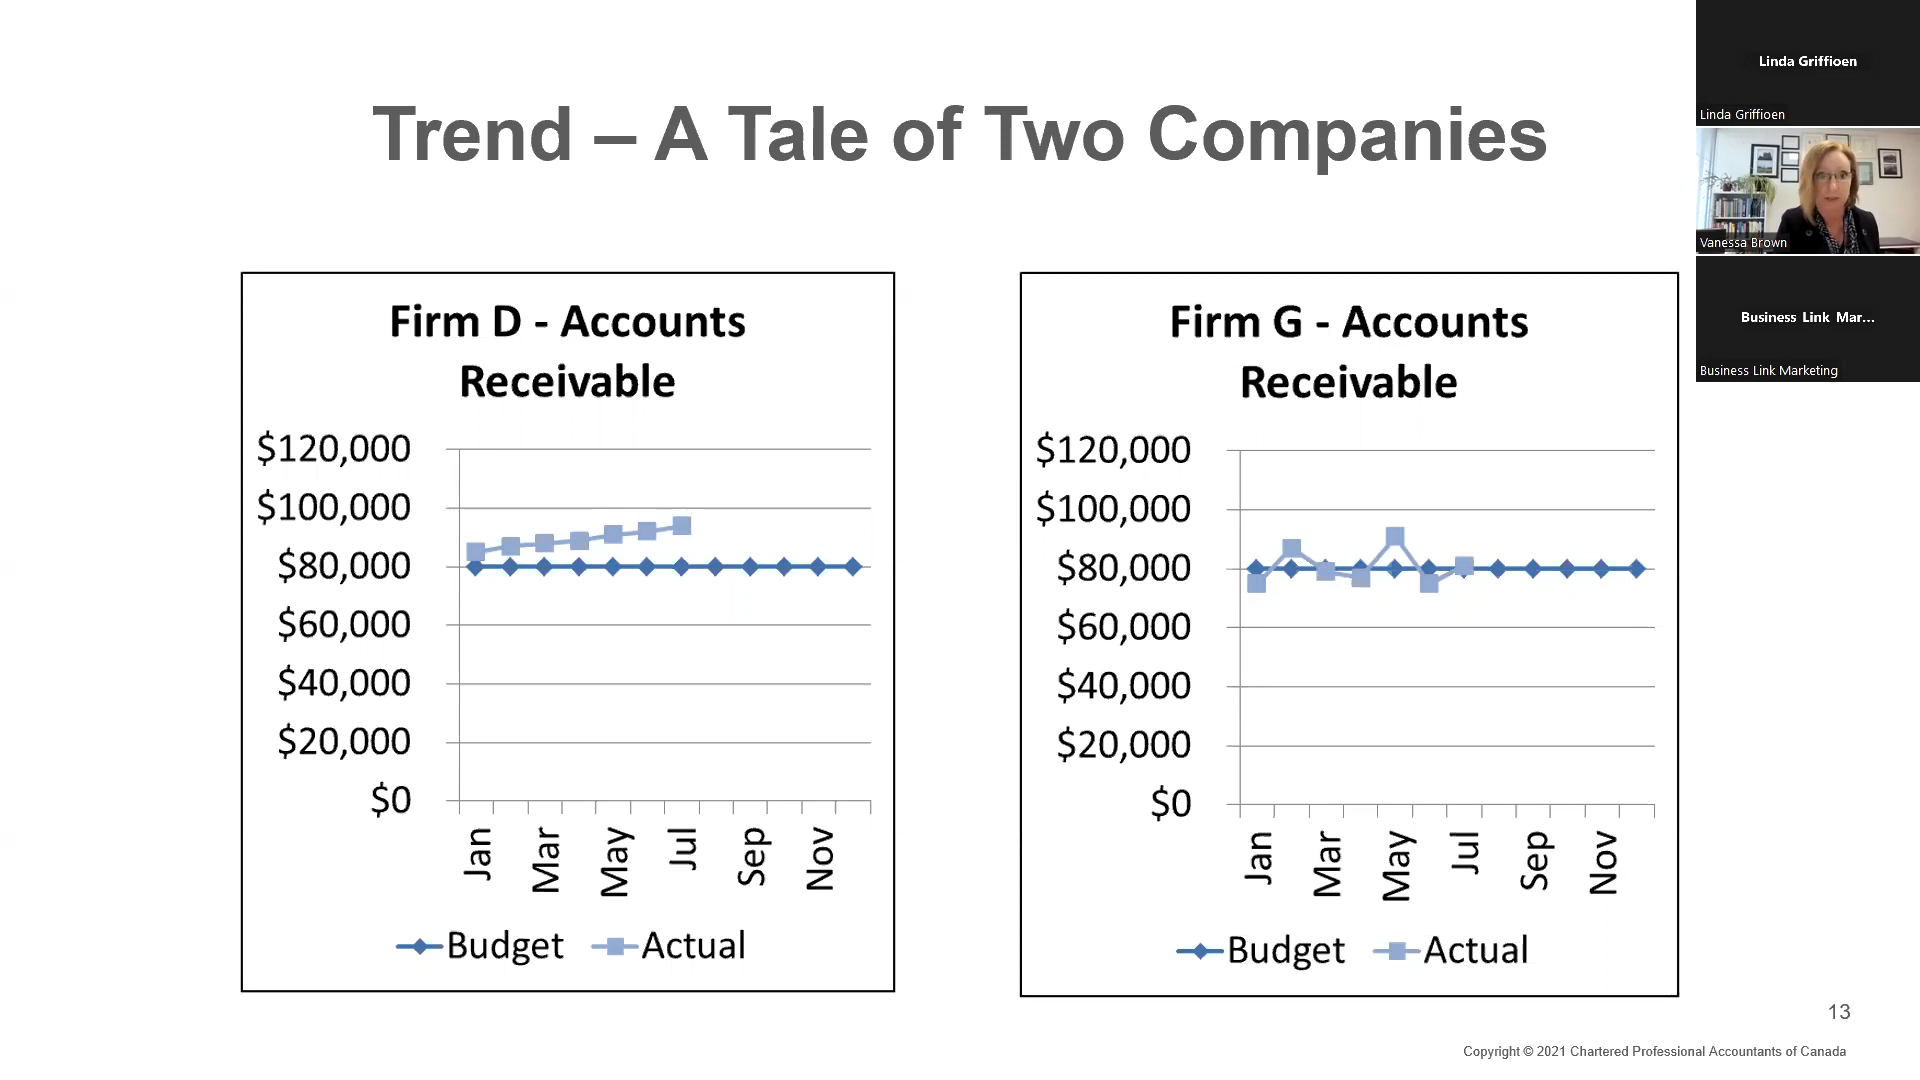 Trend – A Tale of Two Companies
Firm D - Accounts
Receivable
$120,000
$100,000
$80,000
$60,000
$40,000
$20,000
$0
Jan
Mar
May
Jul
Sep
Nov
Budget
Actual
Firm G - Accounts
Receivable
$120,000
$100,000
$80,000
$60,000
$40,000
$20,000
$0
Jan
Mar
May
Jul
Sep
Nov
Budget
Actual
Linda Griffioen
Linda Griffioen
Vanessa Brown
Business Link Mar...
Business Link Marketing
13
Copyright © 2021 Chartered Professional Accountants of Canada